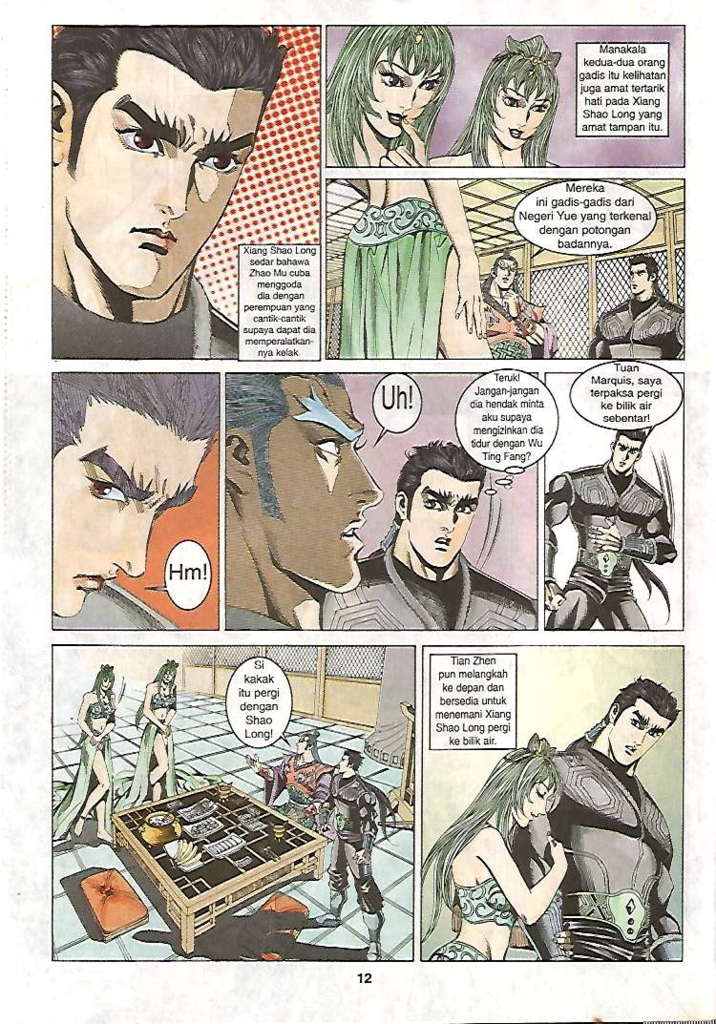 Xiang Shao Long
sedar bahawa
Zhao Mu cuba
menggoda
dia dengan
perempuan yang
cantik-cantik
supaya dapat dia
memperalatkan-
nya kelak.
Manakala
kedua-dua orang
gadis itu kelihatan
juga amat tertarik
hati pada Xiang
Shao Long yang
amat tampan itu.
Mereka
ini gadis-gadis dari
Negeri Yue yang terkenal
dengan potongan
badannya.
Hm!
Uh!
Teruk!
Jangan-jangan
dia hendak minta
aku supaya
mengizinkan dia
tidur dengan Wu
Ting Fang?
Tuan
Marquis, saya
terpaksa pergi
ke bilik air
sebentar!
Si
kakak
itu pergi
dengan
Shao
Long!
Tian Zhen
pun melangkah
ke depan dan
bersedia untuk
menemani Xiang
Shao Long pergi
ke bilik air.
12